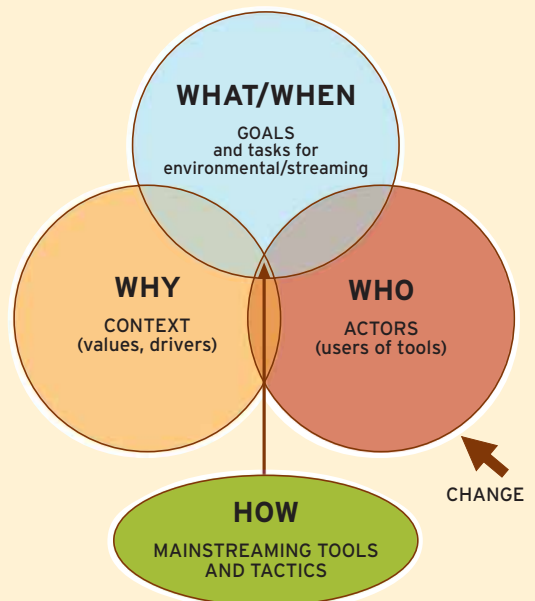 WHAT/WHEN
GOALS
and tasks for
environmental/streaming
WHY
CONTEXT
(values, drivers)
WHO
ACTORS
(users of tools)
CHANGE
HOW
MAINSTREAMING TOOLS
AND TACTICS